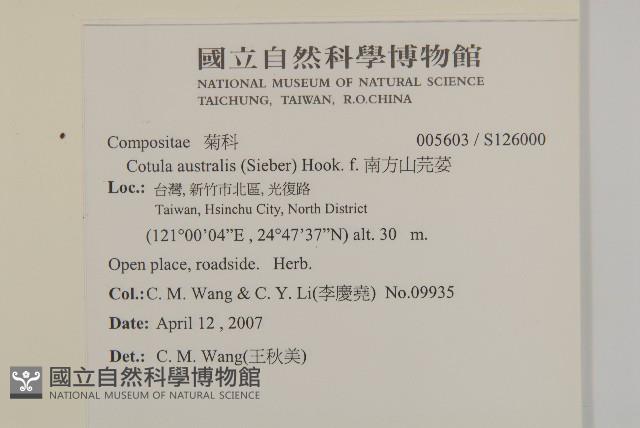 國立自然科學博物館
NATIONAL MUSEUM OF NATURAL SCIENCE
TAICHUNG, TAIWAN, R.O.CHINA
Compositae 菊科 005603 / S126000
Cotula australis (Sieber) Hook. f. 南方山芫荽
Loc.: 台灣, 新竹市北區, 光復路
Taiwan, Hsinchu City, North District
(121°00’04”E , 24°47’37”N) alt. 30 m.
Open place, roadside. Herb.
Col.: C. M. Wang & C. Y. Li(李慶堯) No.09935
Date: April 12 , 2007
Det.: C. M. Wang(王秋美)
國立自然科學博物館
NATIONAL MUSEUM OF NATURAL SCIENCE